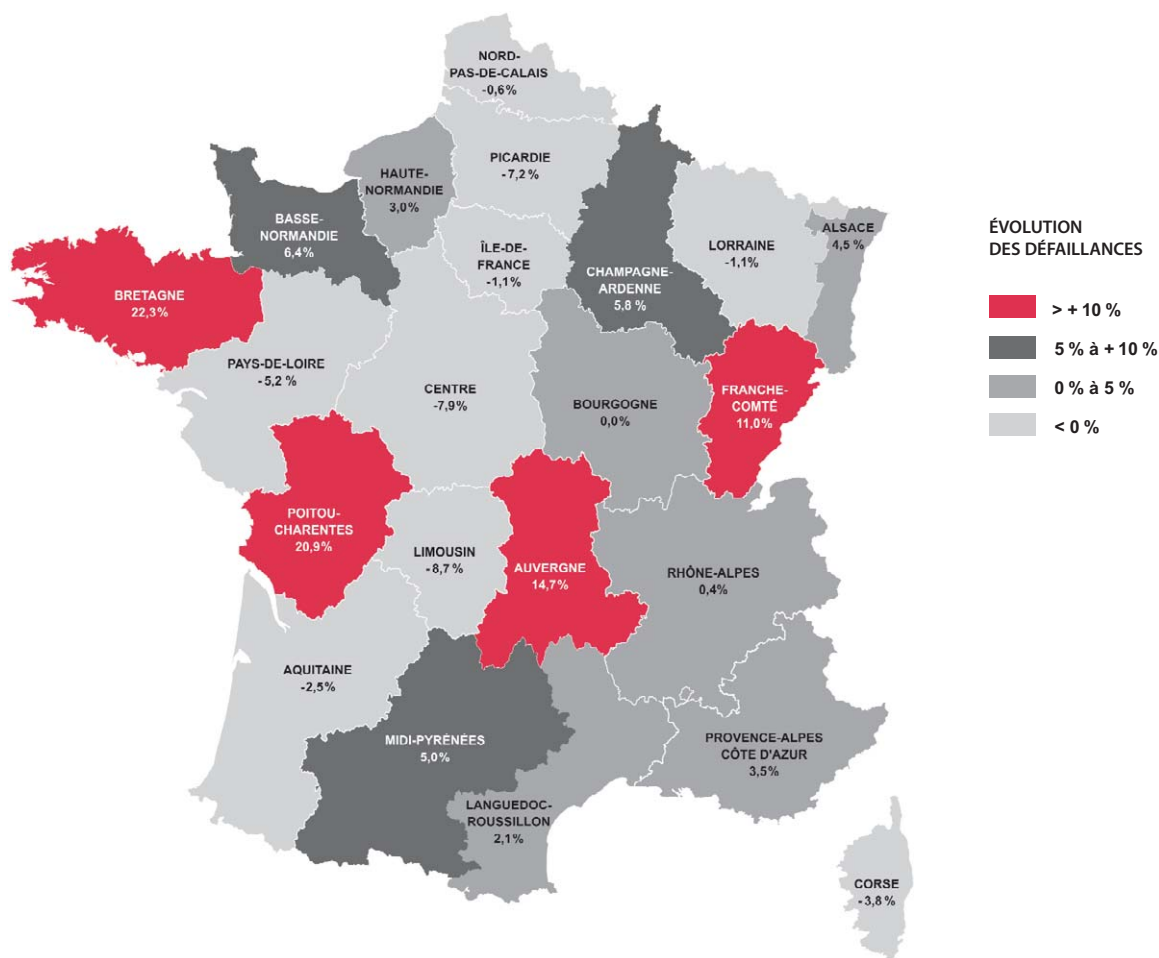 NORD-
PAS-DE-CALAIS
-0,6%
PICARDIE
- 7,2 %
HAUTE-
NORMANDIE
3,0%
BASSE-
NORMANDIE
6,4%
ÎLE-DE-
FRANCE
-1,1%
CHAMPAGNE-
ARDENNE
5,8%
LORRAINE
-1,1%
ALSACE
4,5 %
BRETAGNE
22,3%
PAYS-DE-LOIRE
- 5,2 %
CENTRE
-7,9%
BOURGOGNE
0,0%
FRANCHE-
COMTÉ
11,0%
POITOU-
CHARENTES
20,9%
LIMOUSIN
- 8,7%
AUVERGNE
14,7%
RHÔNE-ALPES
0,4%
AQUITAINE
-2,5%
MIDI-PYRÉNÉES
5,0%
LANGUEDOC-
ROUSSILLON
2,1%
PROVENCE-ALPES
CÔTE D'AZUR
3,5%
CORSE
- 3,8 %
ÉVOLUTION
DES DÉFAILLANCES
> + 10 %
5 % à + 10 %
0 % à 5 %
< 0 %